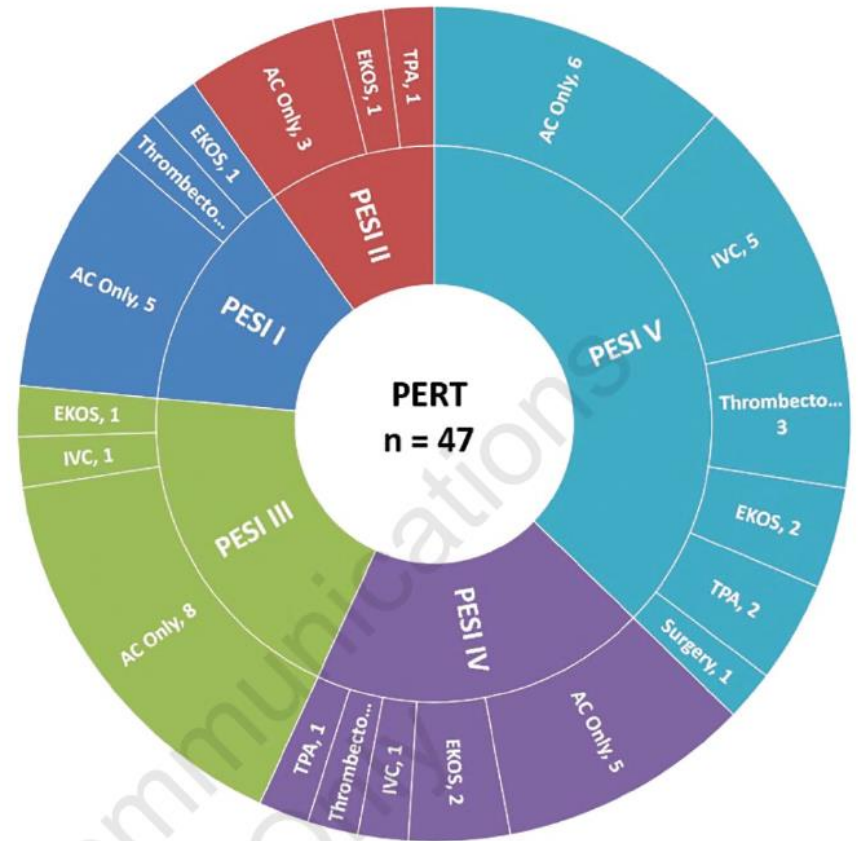 PERT
n = 47
PESI V
AC Only, 6
IVC, 5
Thrombecto...
3
EKOS, 2
TPA, 2
Surgery, 1
PESI IV
AC Only, 5
EKOS, 2
IVC, 1
Thrombecto...
TPA, 1
PESI III
AC Only, 8
IVC, 1
EKOS, 1
PESI I
AC Only, 5
Thrombecto...
EKOS, 1
PESI II
AC Only, 3
EKOS, 1
TPA, 1